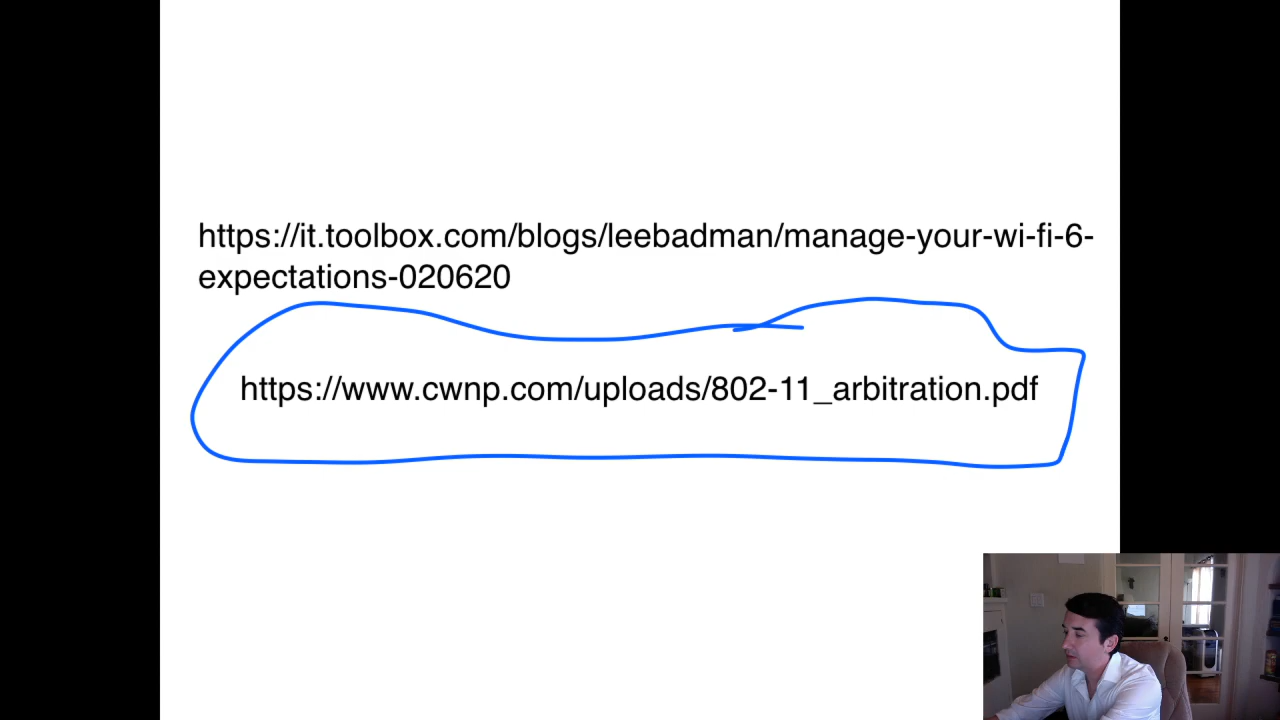 https://it.toolbox.com/blogs/leebadman/manage-your-wi-fi-6-
expectations-020620
https://www.cwnp.com/uploads/802-11_arbitration.pdf